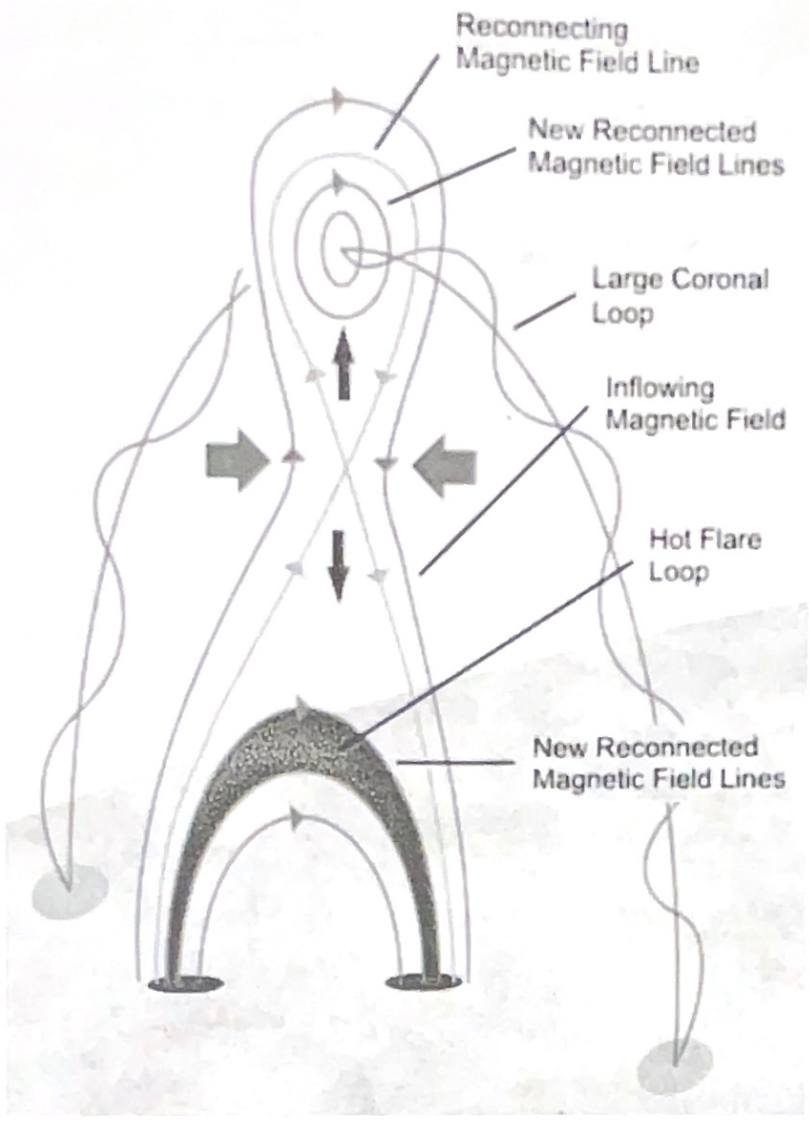 Reconnecting
Magnetic Field Line
New Reconnected
Magnetic Field Lines
Large Coronal
Loop
Inflowing
Magnetic Field
Hot Flare
Loop
New Reconnected
Magnetic Field Lines